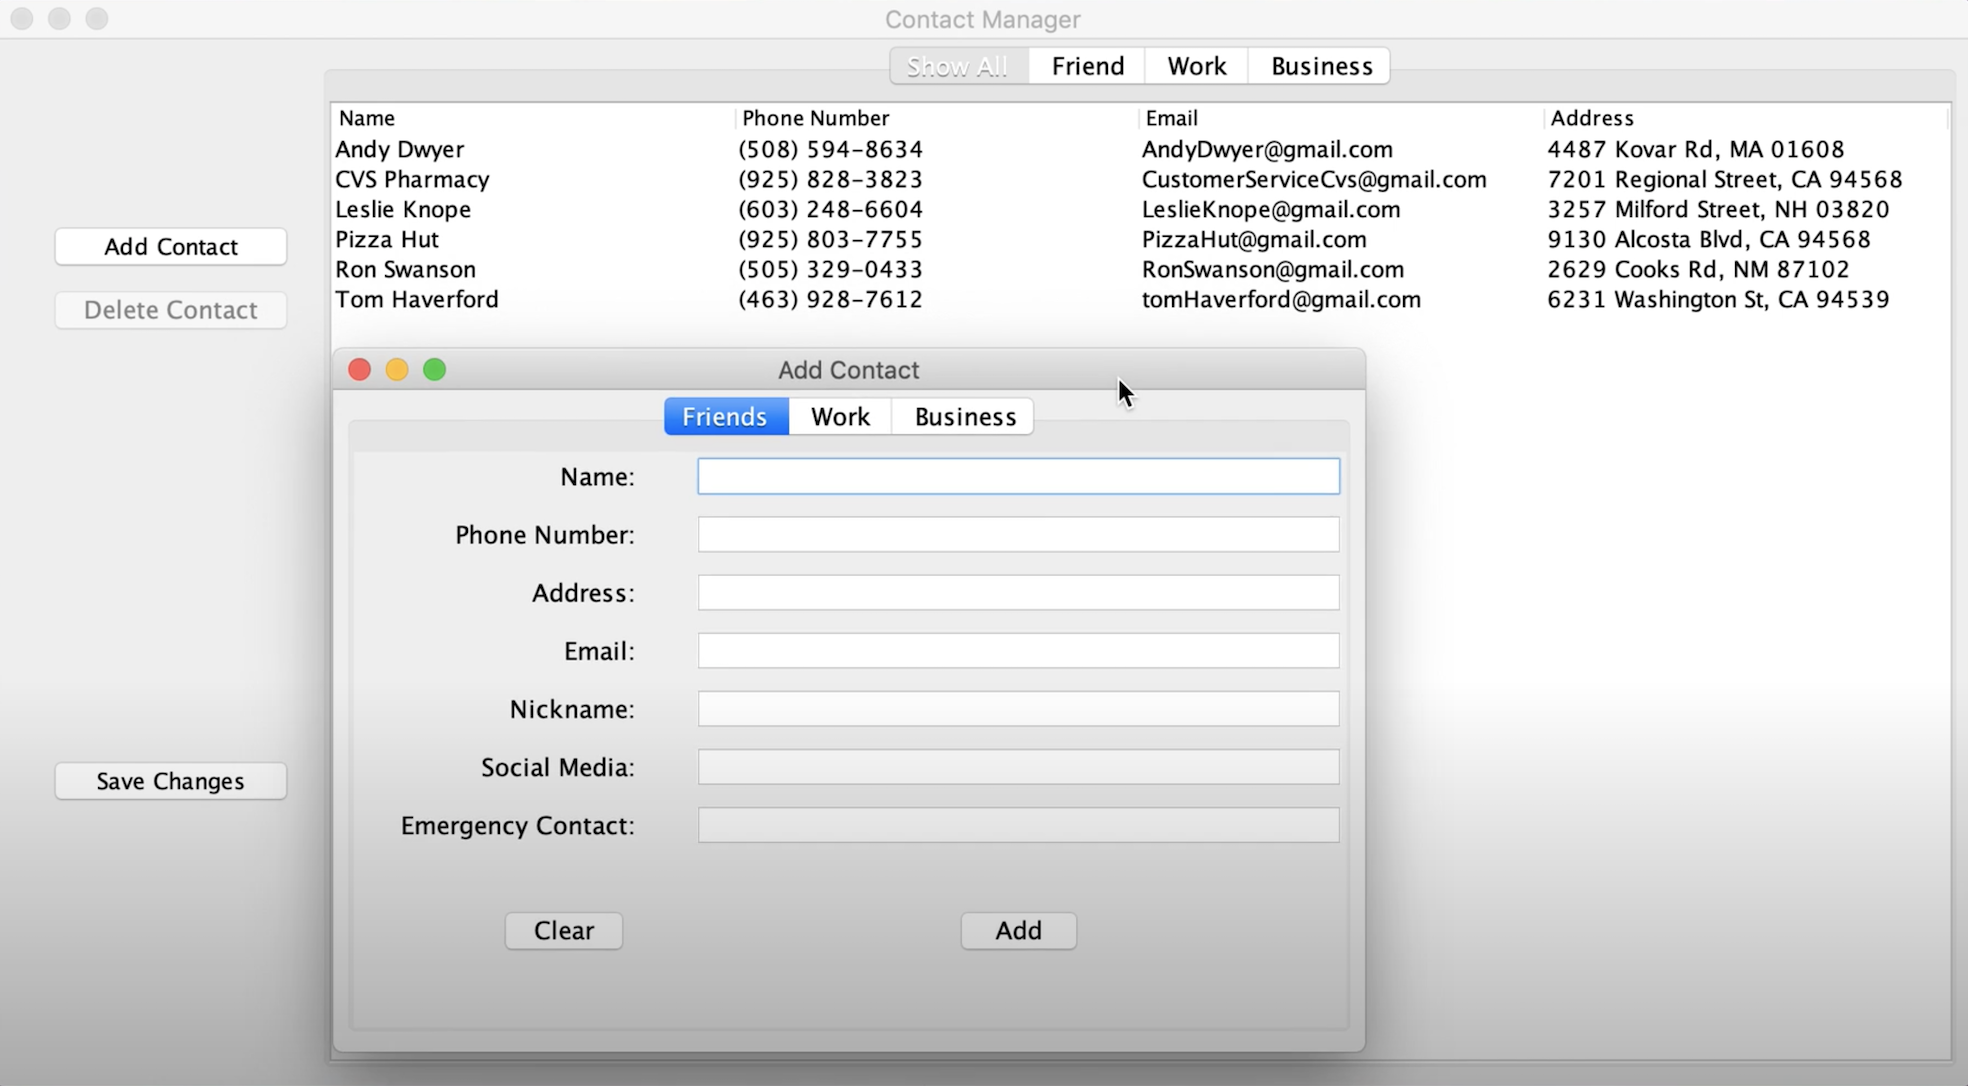 Contact Manager
Show All Friend Work Business
Name Phone Number Email Address
Andy Dwyer (508) 594-8634 AndyDwyer@gmail.com 4487 Kovar Rd, MA 01608
CVS Pharmacy (925) 828-3823 CustomerServiceCvs@gmail.com 7201 Regional Street, CA 94568
Leslie Knope (603) 248-6604 LeslieKnope@gmail.com 3257 Milford Street, NH 03820
Pizza Hut (925) 803-7755 PizzaHut@gmail.com 9130 Alcosta Blvd, CA 94568
Ron Swanson (505) 329-0433 RonSwanson@gmail.com 2629 Cooks Rd, NM 87102
Tom Haverford (463) 928-7612 tomHaverford@gmail.com 6231 Washington St, CA 94539
Add Contact
Delete Contact
Save Changes
Add Contact
Friends Work Business
Name:
Phone Number:
Address:
Email:
Nickname:
Social Media:
Emergency Contact:
Clear Add